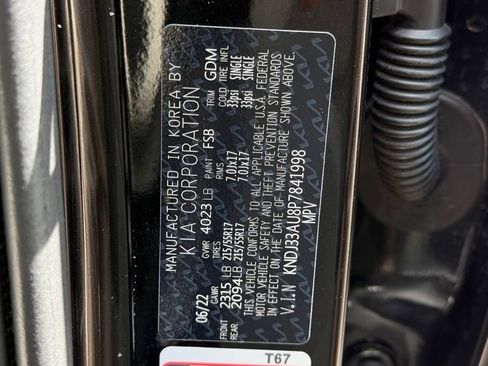 MANUFACTURED IN KOREA BY
KIA CORPORATION
06/22 GVWR 4023 LB PAINT FSB TRIM GDM
GAWR RIMS COLD TIRE INFL
FRONT 2315 LB 215/55R17 7.0JX17 33psi SINGLE
REAR 2094 LB 215/55R17 7.0JX17 33psi SINGLE
THIS VEHICLE CONFORMS TO ALL APPLICABLE U.S.A. FEDERAL
MOTOR VEHICLE SAFETY AND THEFT PREVENTION STANDARDS
IN EFFECT ON THE DATE OF MANUFACTURE SHOWN ABOVE.
V.I.N KNDJ33AU8P7841998
MPV
T67